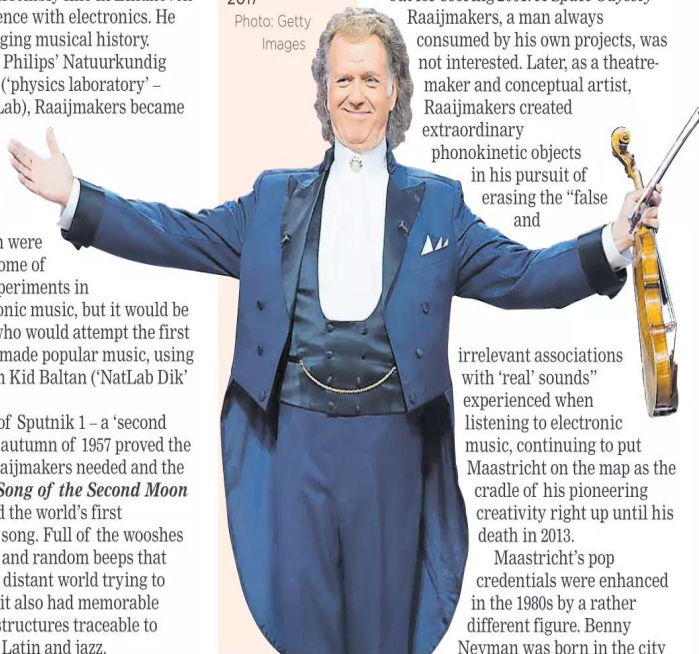 ence with electronics. He
ging musical history.
Philips’ Natuurkundig
(‘physics laboratory’ –
Lab), Raaijmakers became
n were
ome of
periments in
onic music, but it would be
who would attempt the first
made popular music, using
n Kid Baltan (‘NatLab Dik’
of Sputnik 1 – a ‘second
autumn of 1957 proved the
aaijmakers needed and the
Song of the Second Moon
d the world’s first
song. Full of the wooshes
and random beeps that
distant world trying to
it also had memorable
structures traceable to
Latin and jazz.
2017
Photo: Getty
Images
for scoring 2001: A Space Odyssey
Raaijmakers, a man always
consumed by his own projects, was
not interested. Later, as a theatre-
maker and conceptual artist,
Raaijmakers created
extraordinary
phonokinetic objects
in his pursuit of
erasing the “false
and
irrelevant associations
with ‘real’ sounds”
experienced when
listening to electronic
music, continuing to put
Maastricht on the map as the
cradle of his pioneering
creativity right up until his
death in 2013.
Maastricht’s pop
credentials were enhanced
in the 1980s by a rather
different figure. Benny
Neyman was born in the city